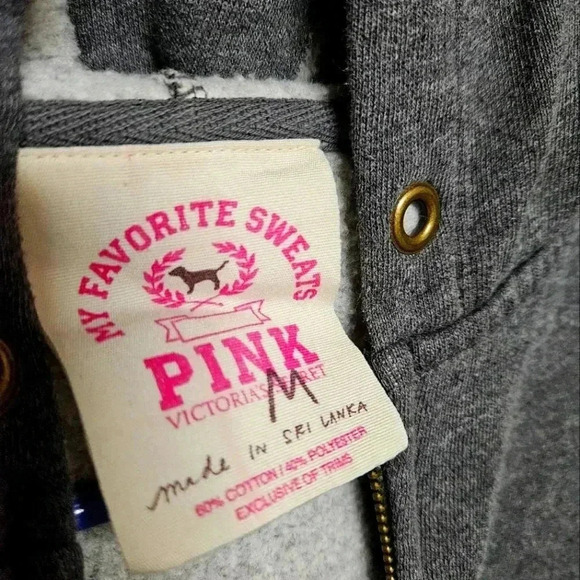 MY FAVORITE SWEATS
PINK
VICTORIA'S SECRET
M
made IN SRI LANKA
60% COTTON / 40% POLYESTER
EXCLUSIVE OF TRIMS